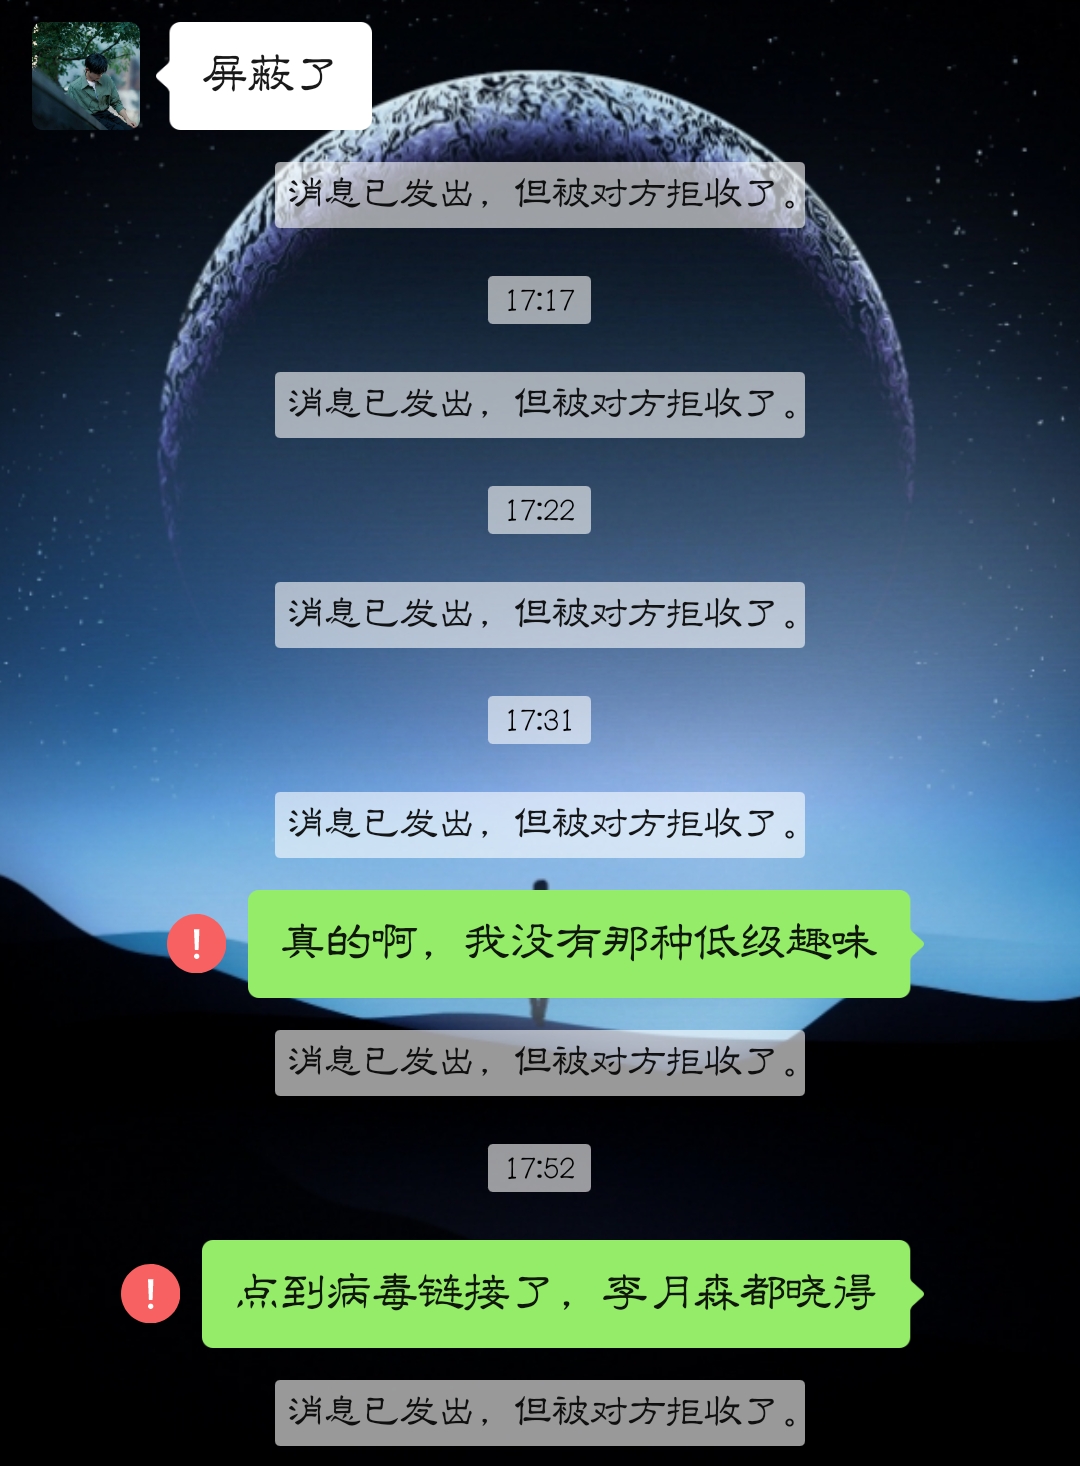 屏蔽了
消息已发出，但被对方拒收了。
17:17
消息已发出，但被对方拒收了。
17:22
消息已发出，但被对方拒收了。
17:31
消息已发出，但被对方拒收了。
真的啊，我没有那种低级趣味
消息已发出，但被对方拒收了。
17:52
点到病毒链接了，李月森都晓得
消息已发出，但被对方拒收了。